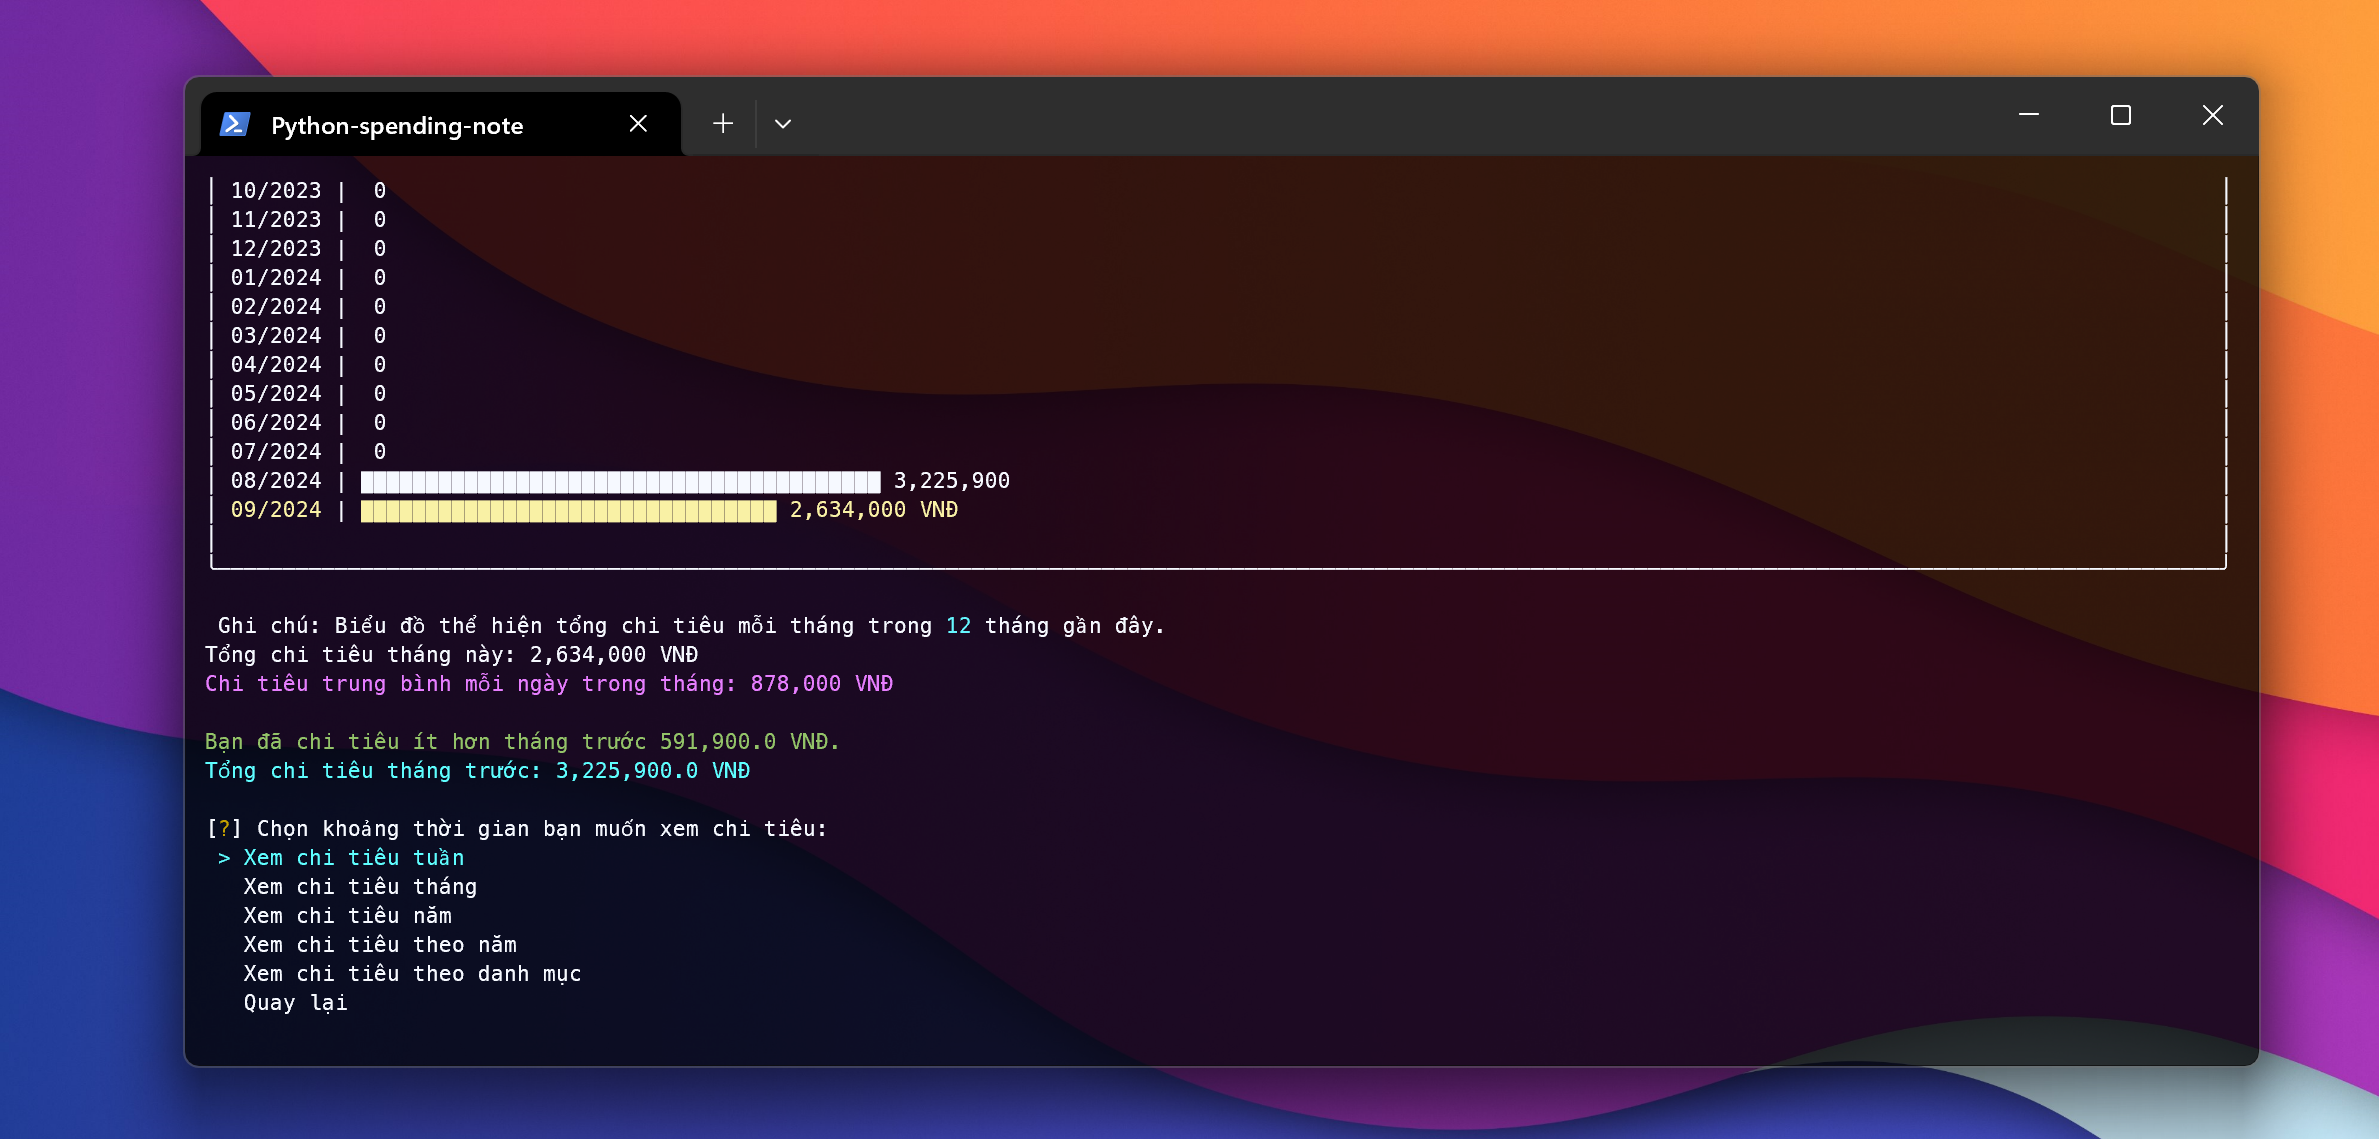 Python-spending-note
10/2023 | 0
11/2023 | 0
12/2023 | 0
01/2024 | 0
02/2024 | 0
03/2024 | 0
04/2024 | 0
05/2024 | 0
06/2024 | 0
07/2024 | 0
08/2024 | 3,225,900
09/2024 | 2,634,000 VNĐ
Ghi chú: Biểu đồ thể hiện tổng chi tiêu mỗi tháng trong 12 tháng gần đây.
Tổng chi tiêu tháng này: 2,634,000 VNĐ
Chi tiêu trung bình mỗi ngày trong tháng: 878,000 VNĐ
Bạn đã chi tiêu ít hơn tháng trước 591,900.0 VNĐ.
Tổng chi tiêu tháng trước: 3,225,900.0 VNĐ
[?] Chọn khoảng thời gian bạn muốn xem chi tiêu:
> Xem chi tiêu tuần
Xem chi tiêu tháng
Xem chi tiêu năm
Xem chi tiêu theo năm
Xem chi tiêu theo danh mục
Quay lại